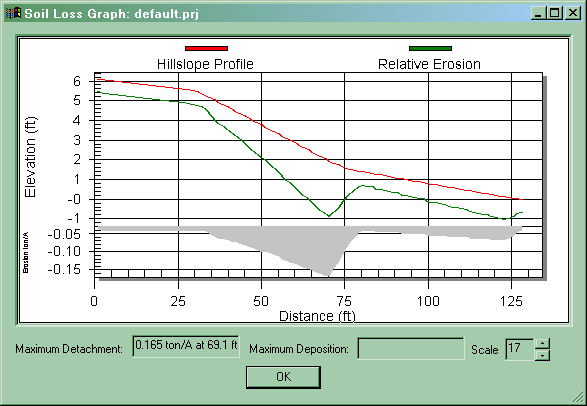 Soil Loss Graph: default.prj
Hillslope Profile
Relative Erosion
6
5
4
3
2
1
-0
-1
-0.05
-0.10
-0.15
Elevation (ft)
Erosion ton/A
0
25
50
75
100
125
Distance (ft)
Maximum Detachment: 0.165 ton/A at 69.1 ft Maximum Deposition: Scale 17
OK